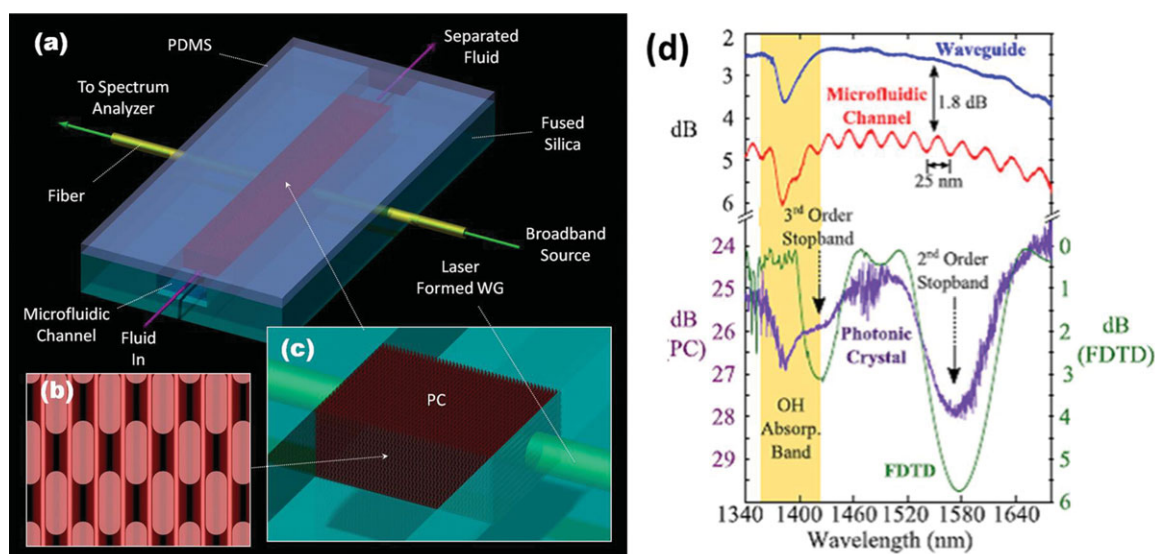 (a)
PDMS
To Spectrum
Analyzer
Fiber
Separated
Fluid
Fused
Silica
Broadband
Source
Laser
Formed WG
Microfluidic
Channel
Fluid
In
(b)
(c)
PC
(d)
2
3
dB
4
5
6
Waveguide
Microfluidic
Channel
1.8 dB
25 nm
3rd Order
Stopband
2nd Order
Stopband
24
25
dB
(PC)
26
27
28
29
Photonic
Crystal
OH
Absorp.
Band
FDTD
0
1
2
dB
(FDTD)
3
4
5
6
1340 1400 1460 1520 1580 1640
Wavelength (nm)